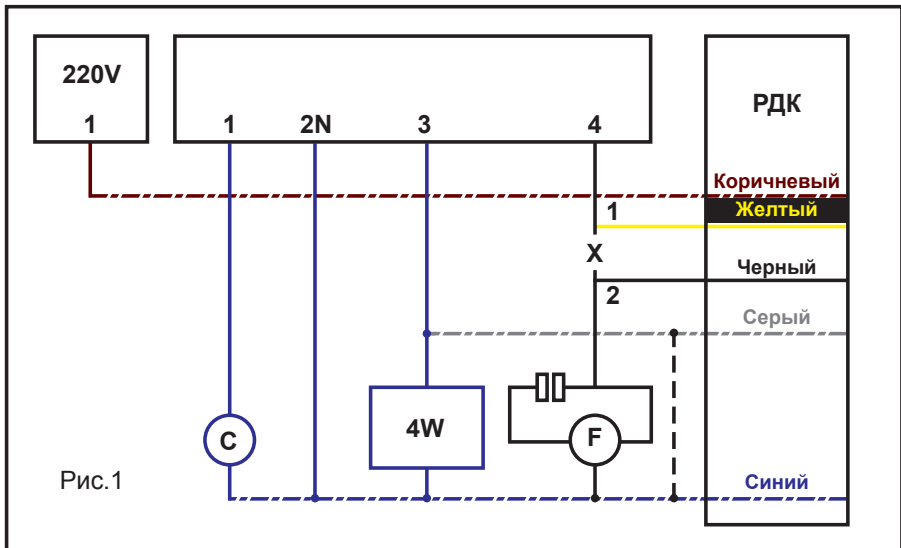 220V
РДК
1
1
2N
3
4
Коричневый
1
Желтый
X
Черный
2
Серый
4W
F
C
Рис.1
Синий